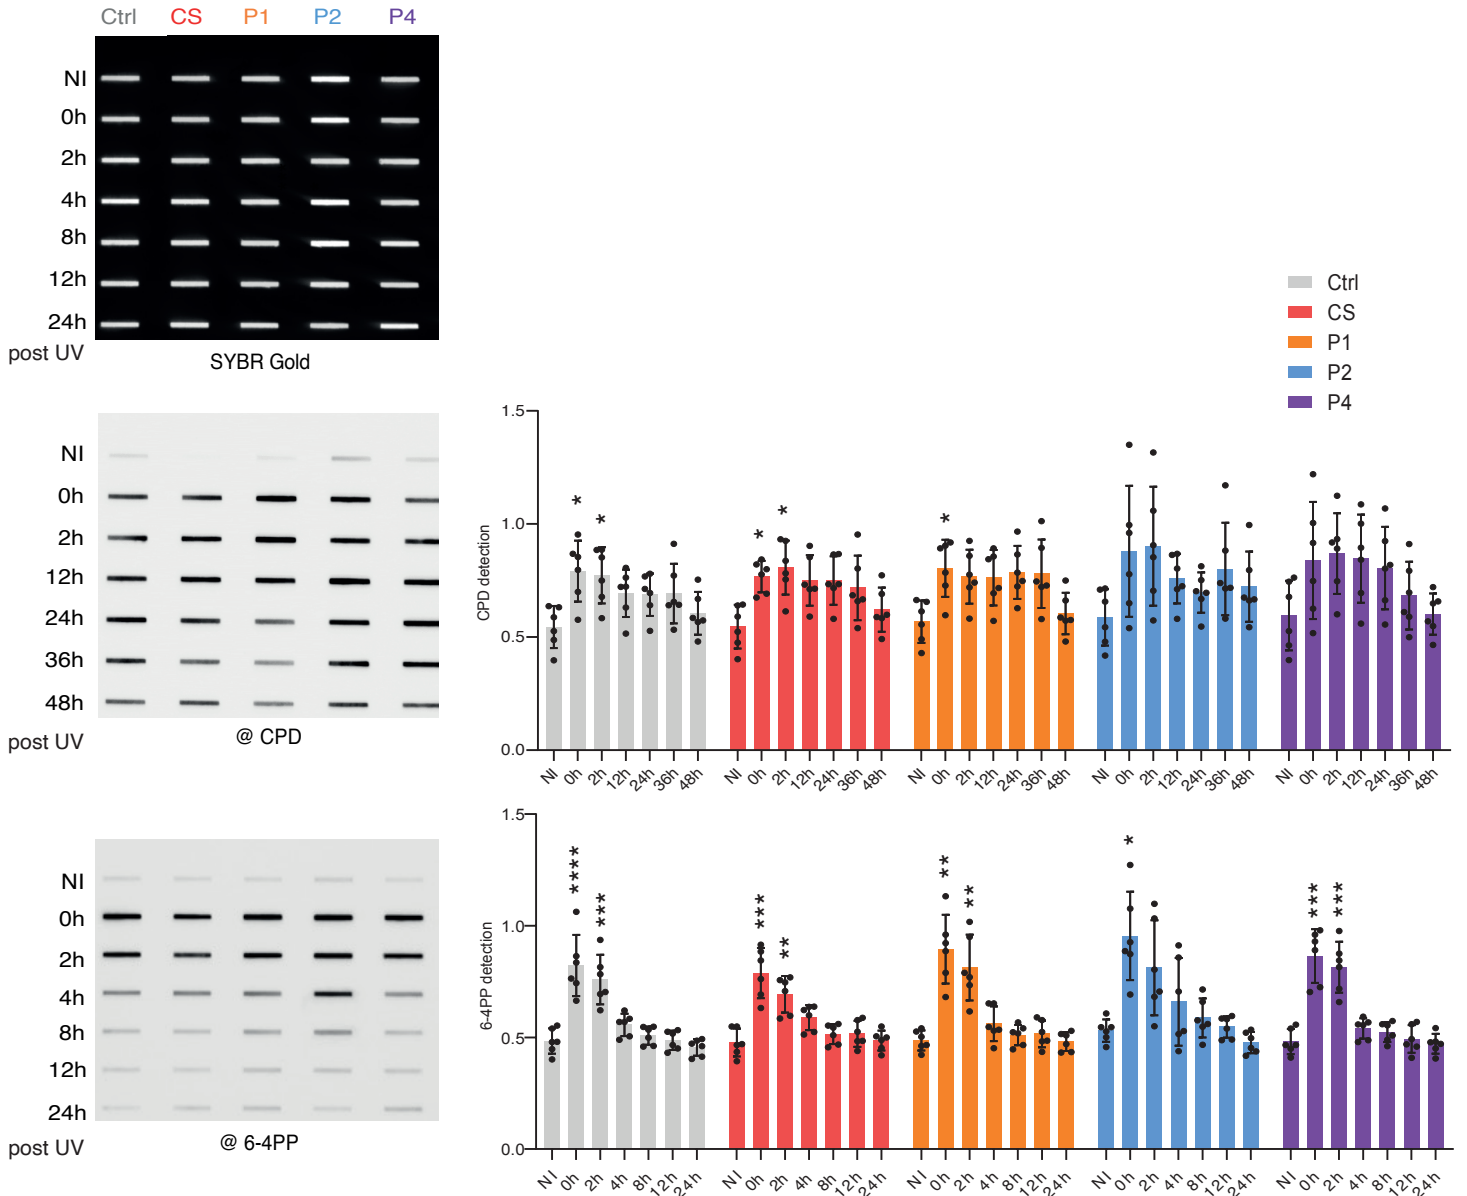 Ctrl CS P1 P2 P4
NI
0h
2h
4h
8h
12h
24h
post UV
SYBR Gold
Ctrl
CS
P1
P2
P4
NI
0h
2h
12h
24h
36h
48h
post UV
@ CPD
CPD detection
1.5
1.0
0.5
0.0
* * * * *
NI 0h 2h 12h 24h 36h 48h NI 0h 2h 12h 24h 36h 48h NI 0h 2h 12h 24h 36h 48h NI 0h 2h 12h 24h 36h 48h NI 0h 2h 12h 24h 36h 48h
NI
0h
2h
4h
8h
12h
24h
post UV
@ 6-4PP
6-4PP detection
1.5
1.0
0.5
0.0
**** *** *** ** ** ** * *** ***
NI 0h 2h 4h 8h 12h 24h NI 0h 2h 4h 8h 12h 24h NI 0h 2h 4h 8h 12h 24h NI 0h 2h 4h 8h 12h 24h NI 0h 2h 4h 8h 12h 24h